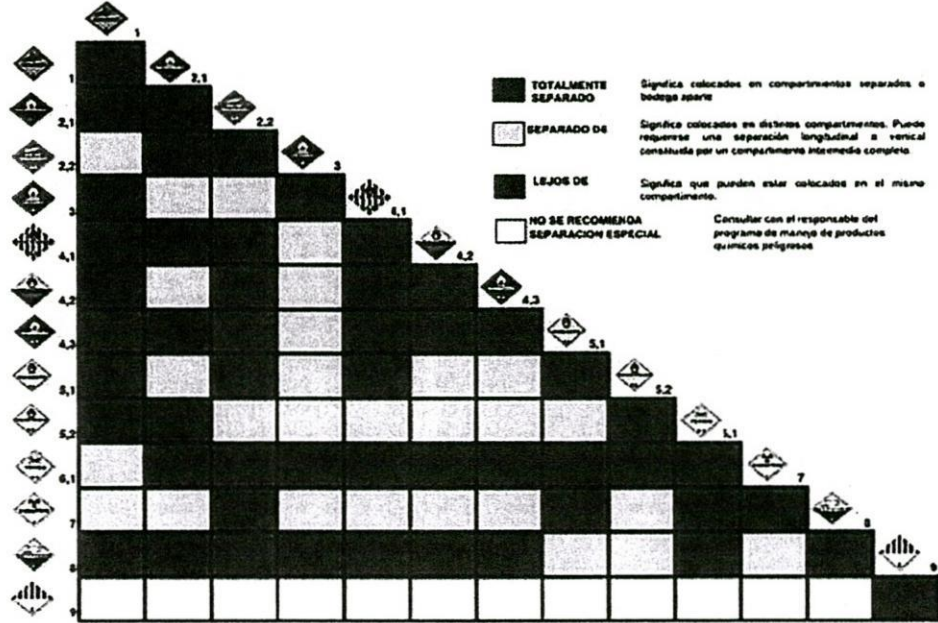 1
1
2,1
2,1
2,2
TOTALMENTE
SEPARADO
Significa colocados en compartimientos separados o
bodega aparte
2,2
3
SEPARADO DE
Significa colocados en distintos compartimentos. Puede
requerirse una separación longitudinal o vertical
constituida por un compartimento intermedio completo.
3
4,1
LEJOS DE
Significa que pueden estar colocados en el mismo
compartimento.
4,1
4,2
NO SE RECOMIENDA
SEPARACION ESPECIAL
Consultar con el responsable del
programa de manejo de productos
químicos peligrosos
4,2
4,3
4,3
5,1
5,1
5,2
5,2
6,1
7
7
8
8
9
9